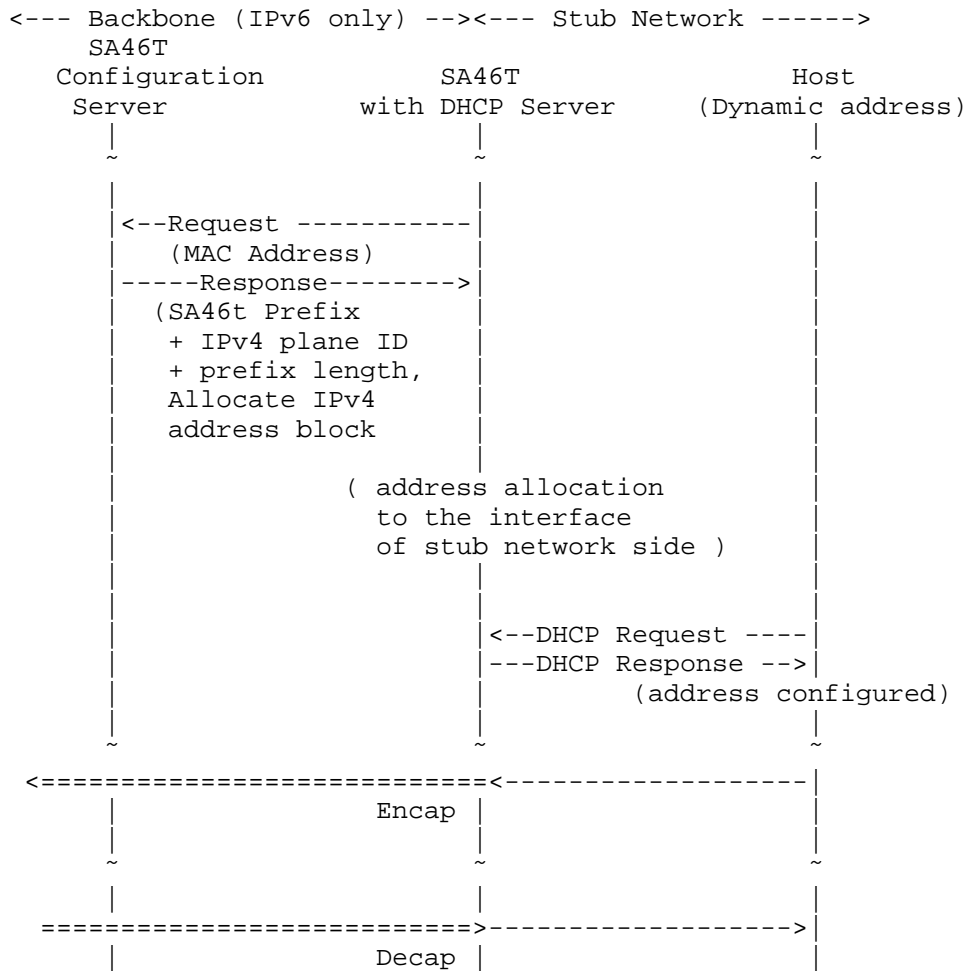 <--- Backbone (IPv6 only) --><--- Stub Network ------>
SA46T
Configuration SA46T Host
Server with DHCP Server (Dynamic address)
| | |
~ ~ ~
| | |
|<--Request -----------| |
| (MAC Address) | |
|-----Response-------->| |
| (SA46t Prefix | |
| + IPv4 plane ID | |
| + prefix length, | |
| Allocate IPv4 | |
| address block | |
| | |
| ( address allocation |
| to the interface |
| of stub network side ) |
| | |
| | |
| |<--DHCP Request ----|
| |---DHCP Response -->|
| | (address configured)
| | |
~ ~ ~
<============================<-------------------|
| Encap | |
| | |
~ ~ ~
| | |
===========================>------------------->|
| Decap | |